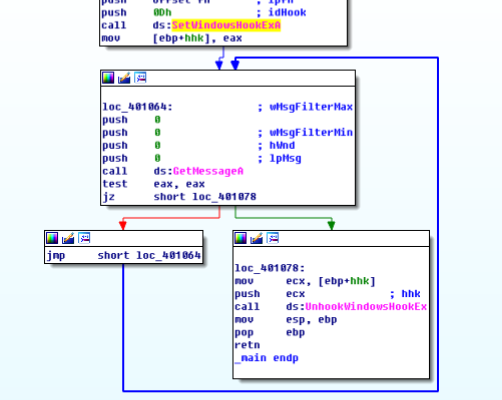 push offset fn ; lpfn
push 0Dh ; idHook
call ds:SetWindowsHookExA
mov [ebp+hhk], eax
loc_401064: ; wMsgFilterMax
push 0
push 0 ; wMsgFilterMin
push 0 ; hWnd
push 0 ; lpMsg
call ds:GetMessageA
test eax, eax
jz short loc_401078
jmp short loc_401064
loc_401078:
mov ecx, [ebp+hhk]
push ecx ; hhk
call ds:UnhookWindowsHookEx
mov esp, ebp
pop ebp
retn
_main endp